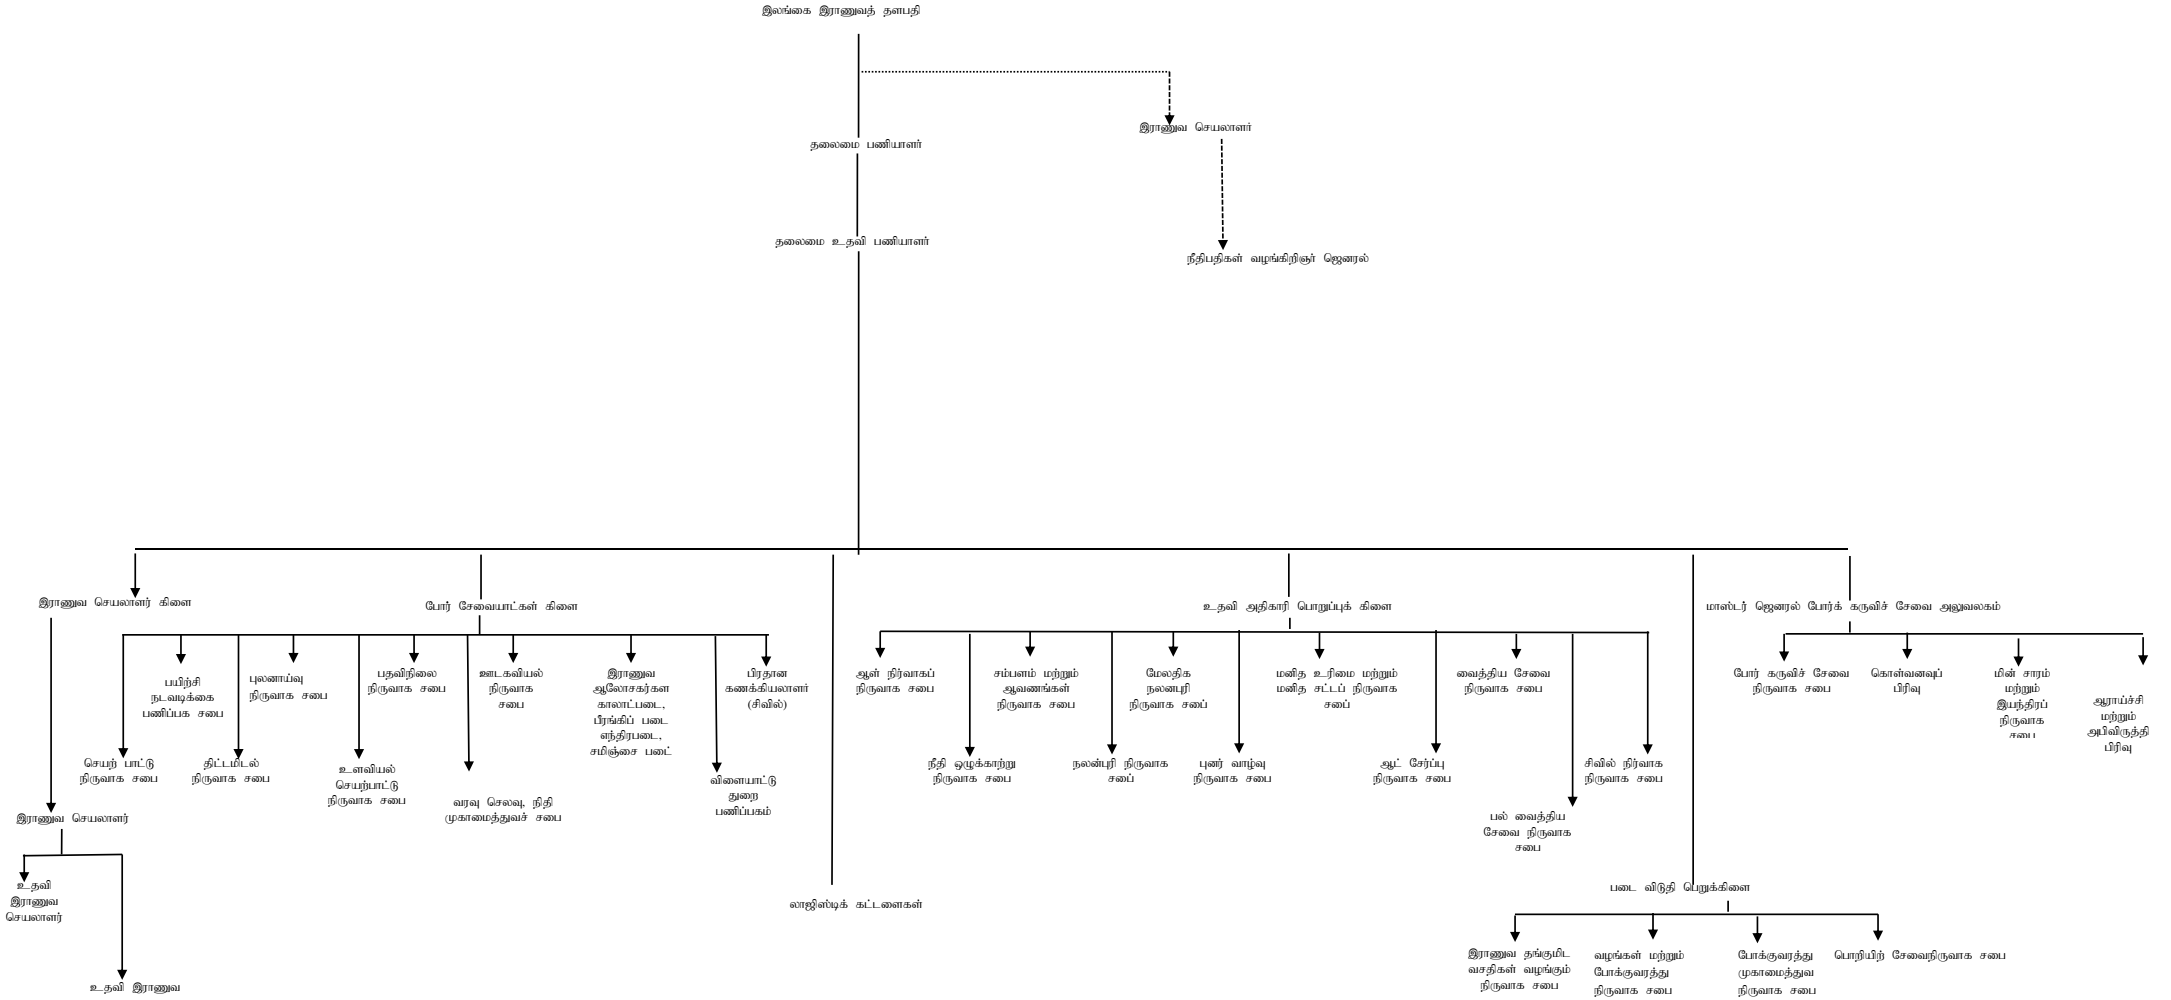 இலங்கை இராணுவத் தளபதி
இராணுவ செயலாளர்
தலைமை பணியாளர்
தலைமை உதவி பணியாளர்
நீதிபதிகள் வழங்கிறிஞர் ஜெனரல்
இராணுவ செயலாளர் கிளை
போர் சேவையாட்கள் கிளை
உதவி அதிகாரி பொறுப்புக் கிளை
மாஸ்டர் ஜெனரல் போர்க் கருவிச் சேவை அலுவலகம்
பயிற்சி
நடவடிக்கை
பணிப்பக சபை
புலனாய்வு
நிருவாக சபை
பதவிநிலை
நிருவாக சபை
ஊடகவியல்
நிருவாக
சபை
இராணுவ
ஆலோசகர்கள
காலாட்படை,
பீரங்கிப் படை
எந்திரபடை,
சமிஞ்சை படை்
பிரதான
கணக்கியலாளர்
(சிவில்)
ஆள் நிர்வாகப்
நிருவாக சபை
சம்பளம் மற்றும்
ஆவணங்கள்
நிருவாக சபை
மேலதிக
நலனபுரி
நிருவாக சபை்
மனித உரிமை மற்றும்
மனித சட்டப் நிருவாக
சபை்
வைத்திய சேவை
நிருவாக சபை
போர் கருவிச் சேவை
நிருவாக சபை
கொள்வனவுப்
பிரிவு
மின் சாரம்
மற்றும்
இயந்திரப்
நிருவாக
சபை
ஆராய்ச்சி
மற்றும்
அபிவிருத்தி
பிரிவு
செயற் பாட்டு
நிருவாக சபை
திட்டமிடல்
நிருவாக சபை
உளவியல்
செயற்பாட்டு
நிருவாக சபை
வரவு செலவு, நிதி
முகாமைத்துவச் சபை
விளையாட்டு
துறை
பணிப்பகம்
நீதி ஒழுக்காற்று
நிருவாக சபை
நலன்புரி நிருவாக
சபை்
புனர் வாழ்வு
நிருவாக சபை
ஆட் சேர்ப்பு
நிருவாக சபை
சிவில் நிர்வாக
நிருவாக சபை
பல் வைத்திய
சேவை நிருவாக
சபை
இராணுவ செயலாளர்
உதவி
இராணுவ
செயலாளர்
லாஜிஸ்டிக் கட்டளைகள்
படை விடுதி பெறுக்கிளை
இராணுவ தங்குமிட
வசதிகள் வழங்கும்
நிருவாக சபை
வழங்கள் மற்றும்
போக்குவரத்து
நிருவாக சபை
போக்குவரத்து
முகாமைத்துவ
நிருவாக சபை
பொறியிற் சேவைநிருவாக சபை
உதவி இராணுவ